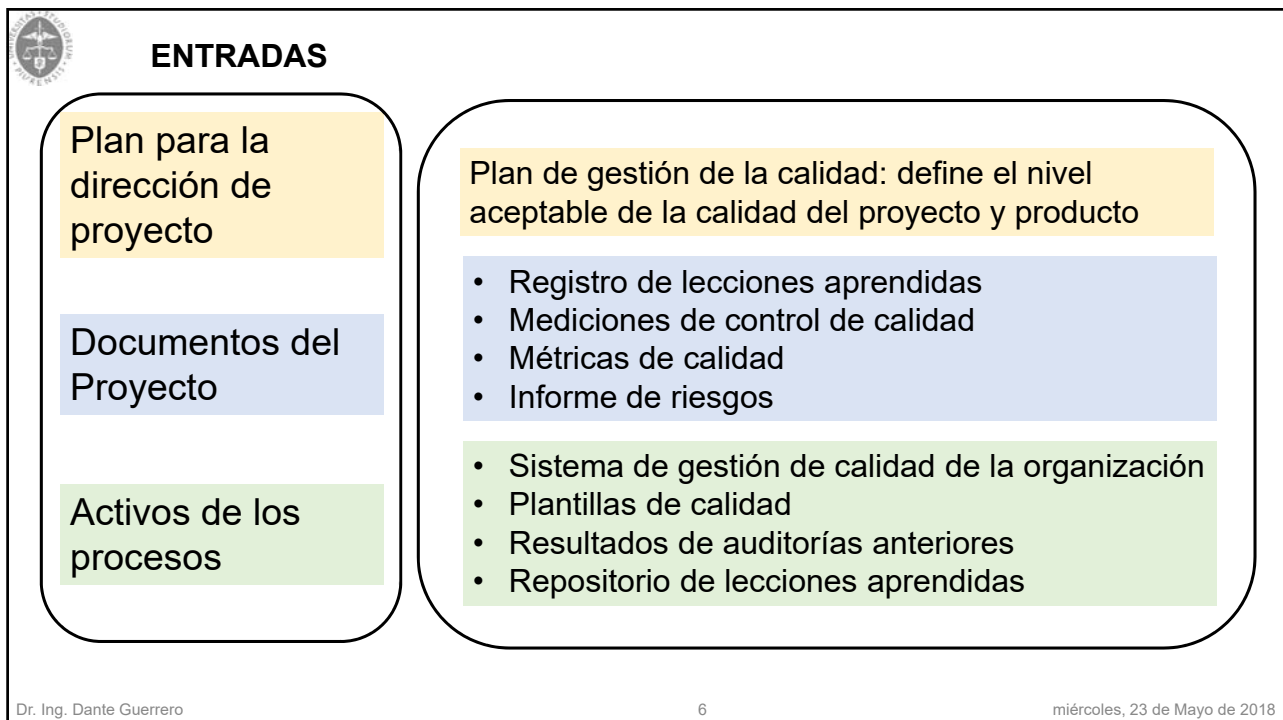 ENTRADAS
Plan para la
dirección de
proyecto
Documentos del
Proyecto
Activos de los
procesos
Plan de gestión de la calidad: define el nivel
aceptable de la calidad del proyecto y producto
• Registro de lecciones aprendidas
• Mediciones de control de calidad
• Métricas de calidad
• Informe de riesgos
• Sistema de gestión de calidad de la organización
• Plantillas de calidad
• Resultados de auditorías anteriores
• Repositorio de lecciones aprendidas
Dr. Ing. Dante Guerrero
6
miércoles, 23 de Mayo de 2018